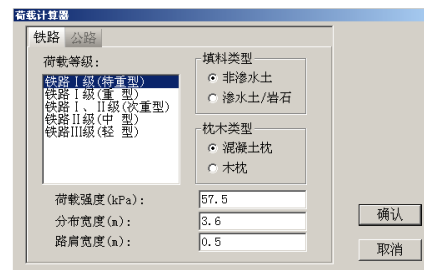 荷载计算器
铁路 公路
荷载等级:
铁路Ⅰ级(特重型)
铁路Ⅰ级(重 型)
铁路Ⅰ、Ⅱ级(次重型)
铁路Ⅱ级(中 型)
铁路Ⅲ级(轻 型)
填料类型
非渗水土
渗水土/岩石
枕木类型
混凝土枕
木枕
荷载强度(kPa): 57.5
分布宽度(m): 3.6
路肩宽度(m): 0.5
确认
取消